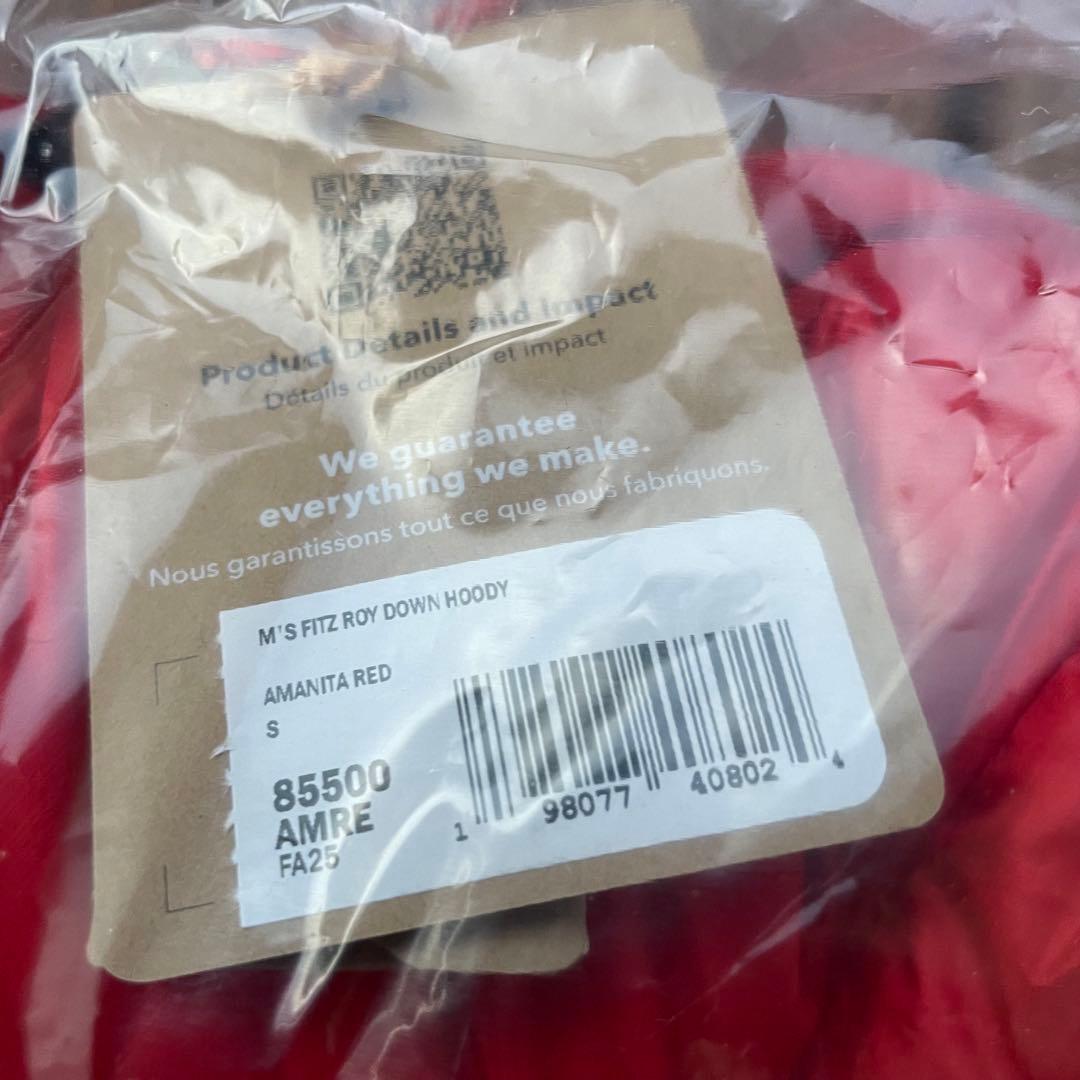 Product Details and Impact
Détails du produit et impact
We guarantee
everything we make.
Nous garantissons tout ce que nous fabriquons.
M'S FITZ ROY DOWN HOODY
AMANITA RED
S
85500
AMRE
FA25
1 98077 40802 4